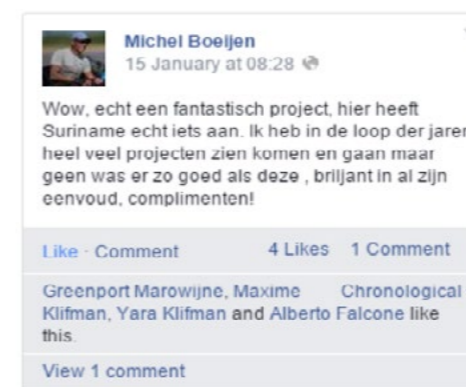 Michel Boeijen
15 January at 08:28
Wow, echt een fantastisch project, hier heeft
Suriname echt iets aan. Ik heb in de loop der jaren
heel veel projecten zien komen en gaan maar
geen was er zo goed als deze , briljant in al zijn
eenvoud, complimenten!
Like · Comment 4 Likes 1 Comment
Greenport Marowijne, Maxime Chronological
Klifman, Yara Klifman and Alberto Falcone like
this.
View 1 comment